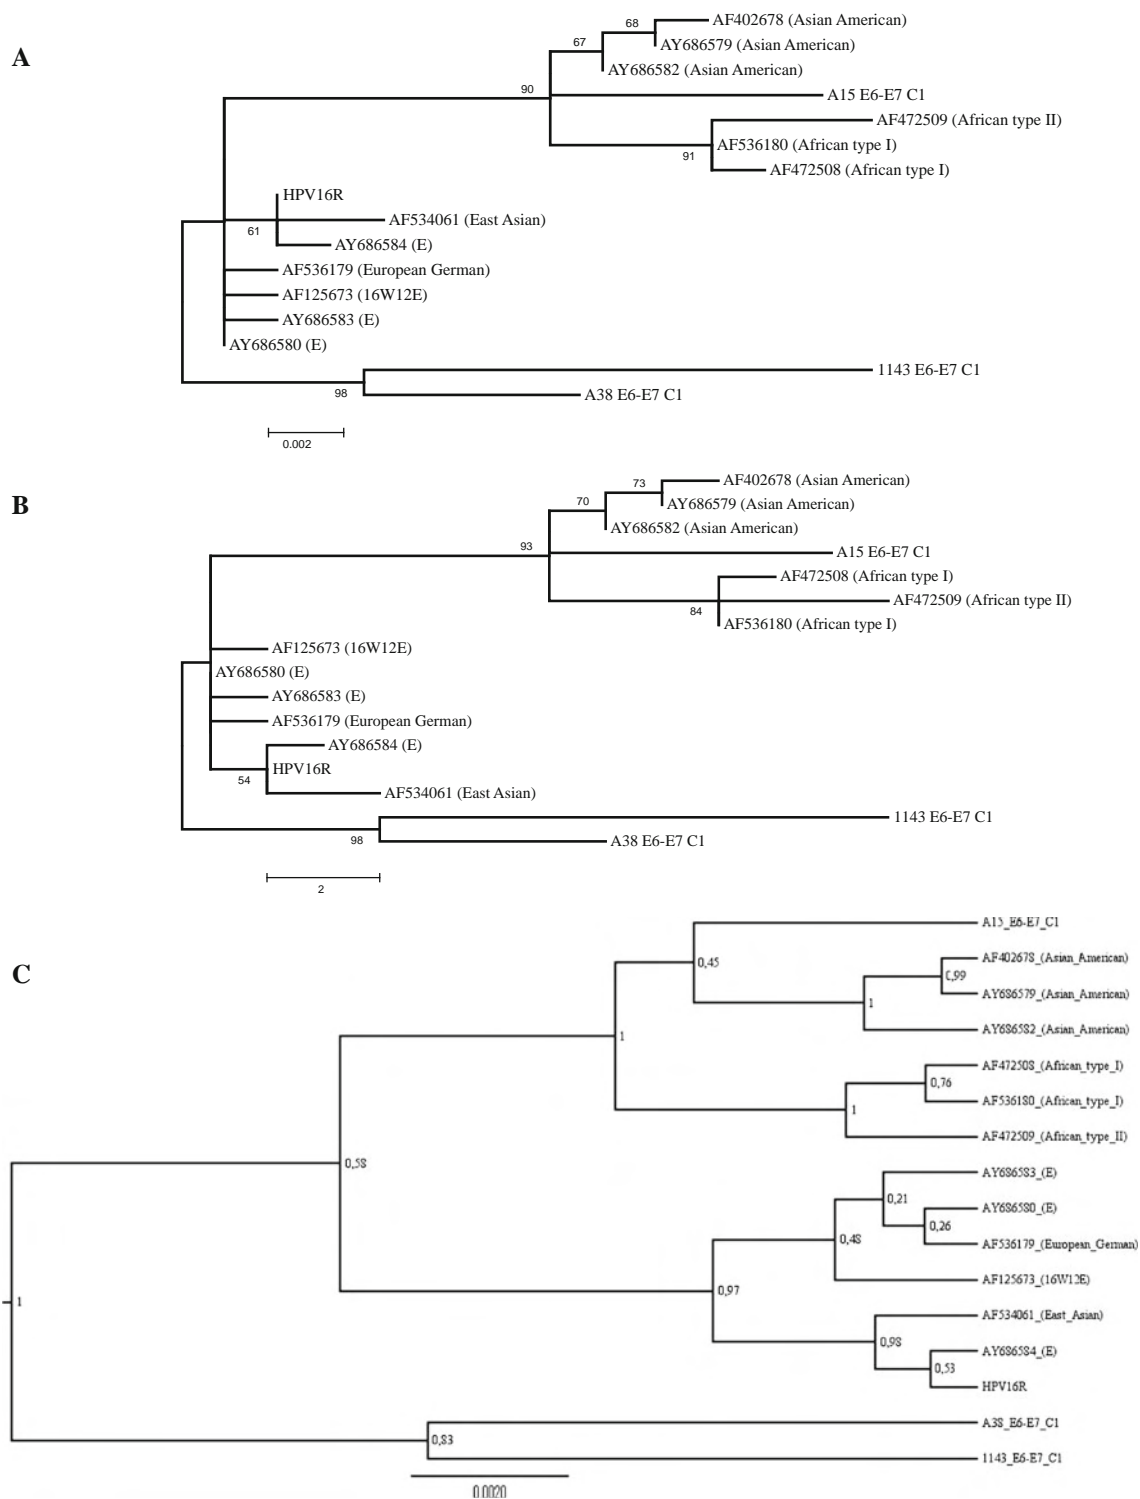 A
68
AF402678 (Asian American)
67
AY686579 (Asian American)
AY686582 (Asian American)
90
A15 E6-E7 C1
AF472509 (African type II)
AF536180 (African type I)
91
AF472508 (African type I)
HPV16R
AF534061 (East Asian)
61
AY686584 (E)
AF536179 (European German)
AF125673 (16W12E)
AY686583 (E)
AY686580 (E)
1143 E6-E7 C1
98
A38 E6-E7 C1
0.002
B
73
AF402678 (Asian American)
70
AY686579 (Asian American)
AY686582 (Asian American)
93
A15 E6-E7 C1
AF472508 (African type I)
84
AF472509 (African type II)
AF536180 (African type I)
AF125673 (16W12E)
AY686580 (E)
AY686583 (E)
AF536179 (European German)
AY686584 (E)
54
HPV16R
AF534061 (East Asian)
1143 E6-E7 C1
98
A38 E6-E7 C1
2
C
A15_E6-E7_C1
0,45
AF402678_(Asian_American)
0,99
AY686579_(Asian_American)
1
AY686582_(Asian_American)
1
AF472508_(African_type_I)
0,76
AF536180_(African_type_I)
1
AF472509_(African_type_II)
0,58
AY686583_(E)
0,21
AY686580_(E)
0,26
AF536179_(European_German)
0,48
AF125673_(16W12E)
0,97
AF534061_(East_Asian)
0,98
AY686584_(E)
0,53
HPV16R
1
A38_E6-E7_C1
0,83
1143_E6-E7_C1
0.0020